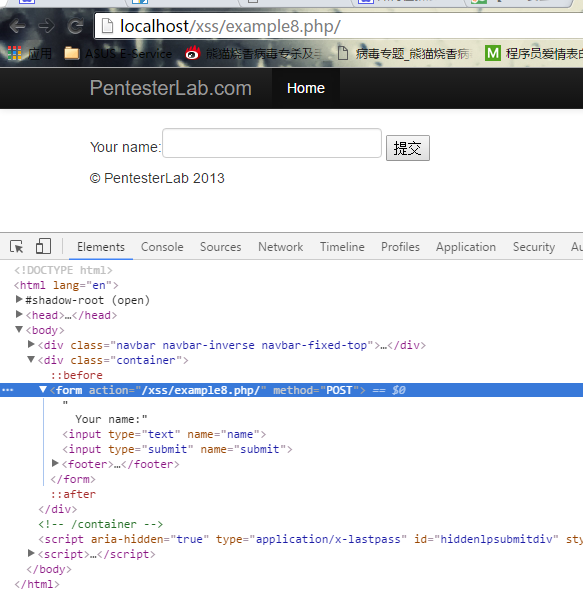 localhost/xss/example8.php/
应用 ASUS E-Service 熊猫烧香病毒专杀及手 病毒专题_熊猫烧香病 M 程序员爱情表白
PentesterLab.com Home
Your name: 提交
© PentesterLab 2013
Elements Console Sources Network Timeline Profiles Application Security Au
<!DOCTYPE html>
<html lang="en">
#shadow-root (open)
<head>…</head>
<body>
<div class="navbar navbar-inverse navbar-fixed-top">…</div>
<div class="container">
::before
<form action="/xss/example8.php/" method="POST"> == $0
"
Your name:"
<input type="text" name="name">
<input type="submit" name="submit">
<footer>…</footer>
</form>
::after
</div>
<!-- /container -->
<script aria-hidden="true" type="application/x-lastpass" id="hiddenlpsubmitdiv" sty
<script>…</script>
</body>
</html>